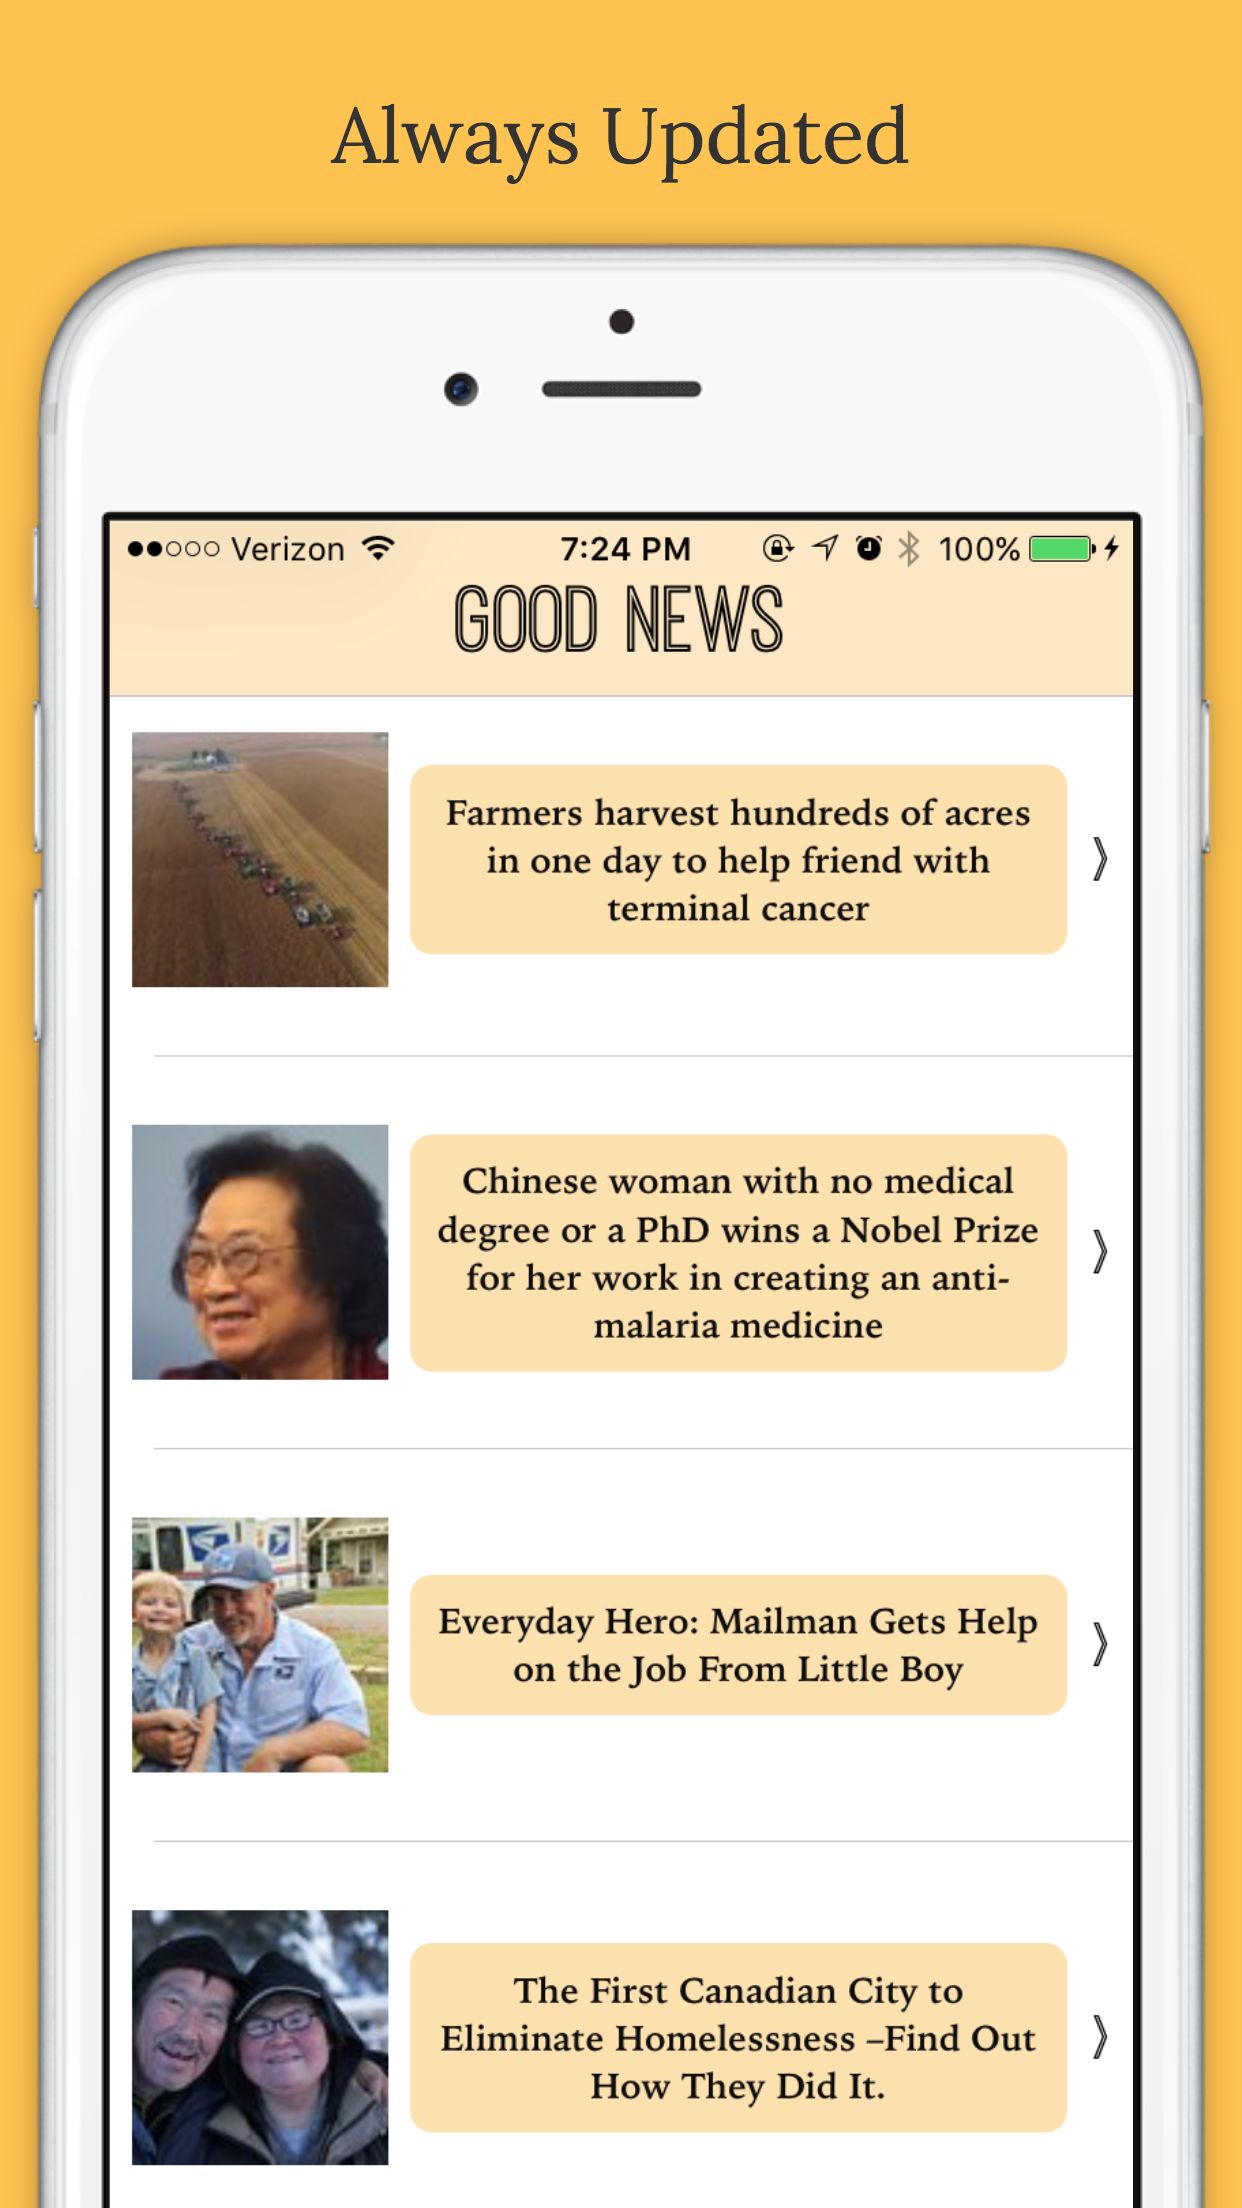 Always Updated
Verizon 7:24 PM 100%
GOOD NEWS
Farmers harvest hundreds of acres
in one day to help friend with
terminal cancer
Chinese woman with no medical
degree or a PhD wins a Nobel Prize
for her work in creating an anti-
malaria medicine
Everyday Hero: Mailman Gets Help
on the Job From Little Boy
The First Canadian City to
Eliminate Homelessness –Find Out
How They Did It.